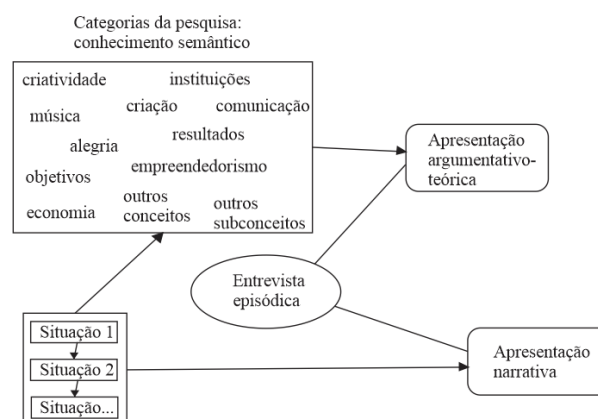 Categorias da pesquisa:
conhecimento semântico
criatividade
instituições
música
criação
comunicação
alegria
resultados
objetivos
empreendedorismo
economia
outros
conceitos
outros
subconceitos
Apresentação
argumentativo-
teórica
Entrevista
episódica
Situação 1
Situação 2
Situação...
Apresentação
narrativa